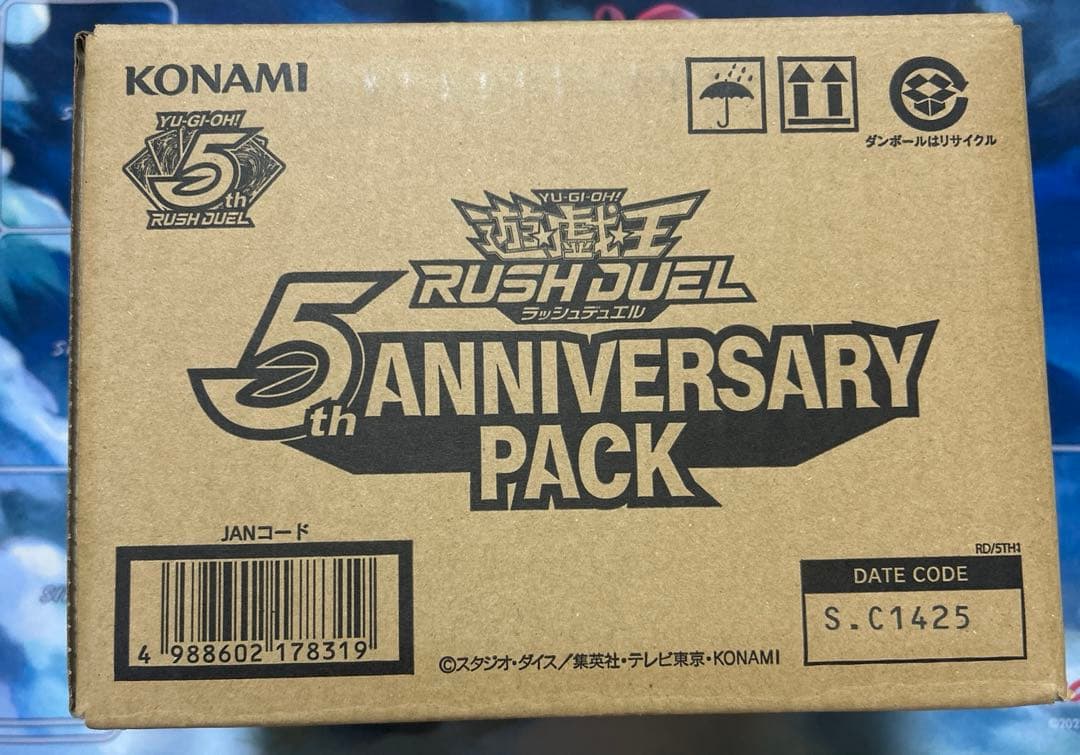 KONAMI
YU-GI-OH!
5th
RUSH DUEL
ダンボールはリサイクル
YU-GI-OH!
遊☆戯☆王
RUSH DUEL
ラッシュデュエル
5th ANNIVERSARY
PACK
JANコード
4 988602 178319
©スタジオ・ダイス/集英社・テレビ東京・KONAMI
RD/5TH1
DATE CODE
S.C1425